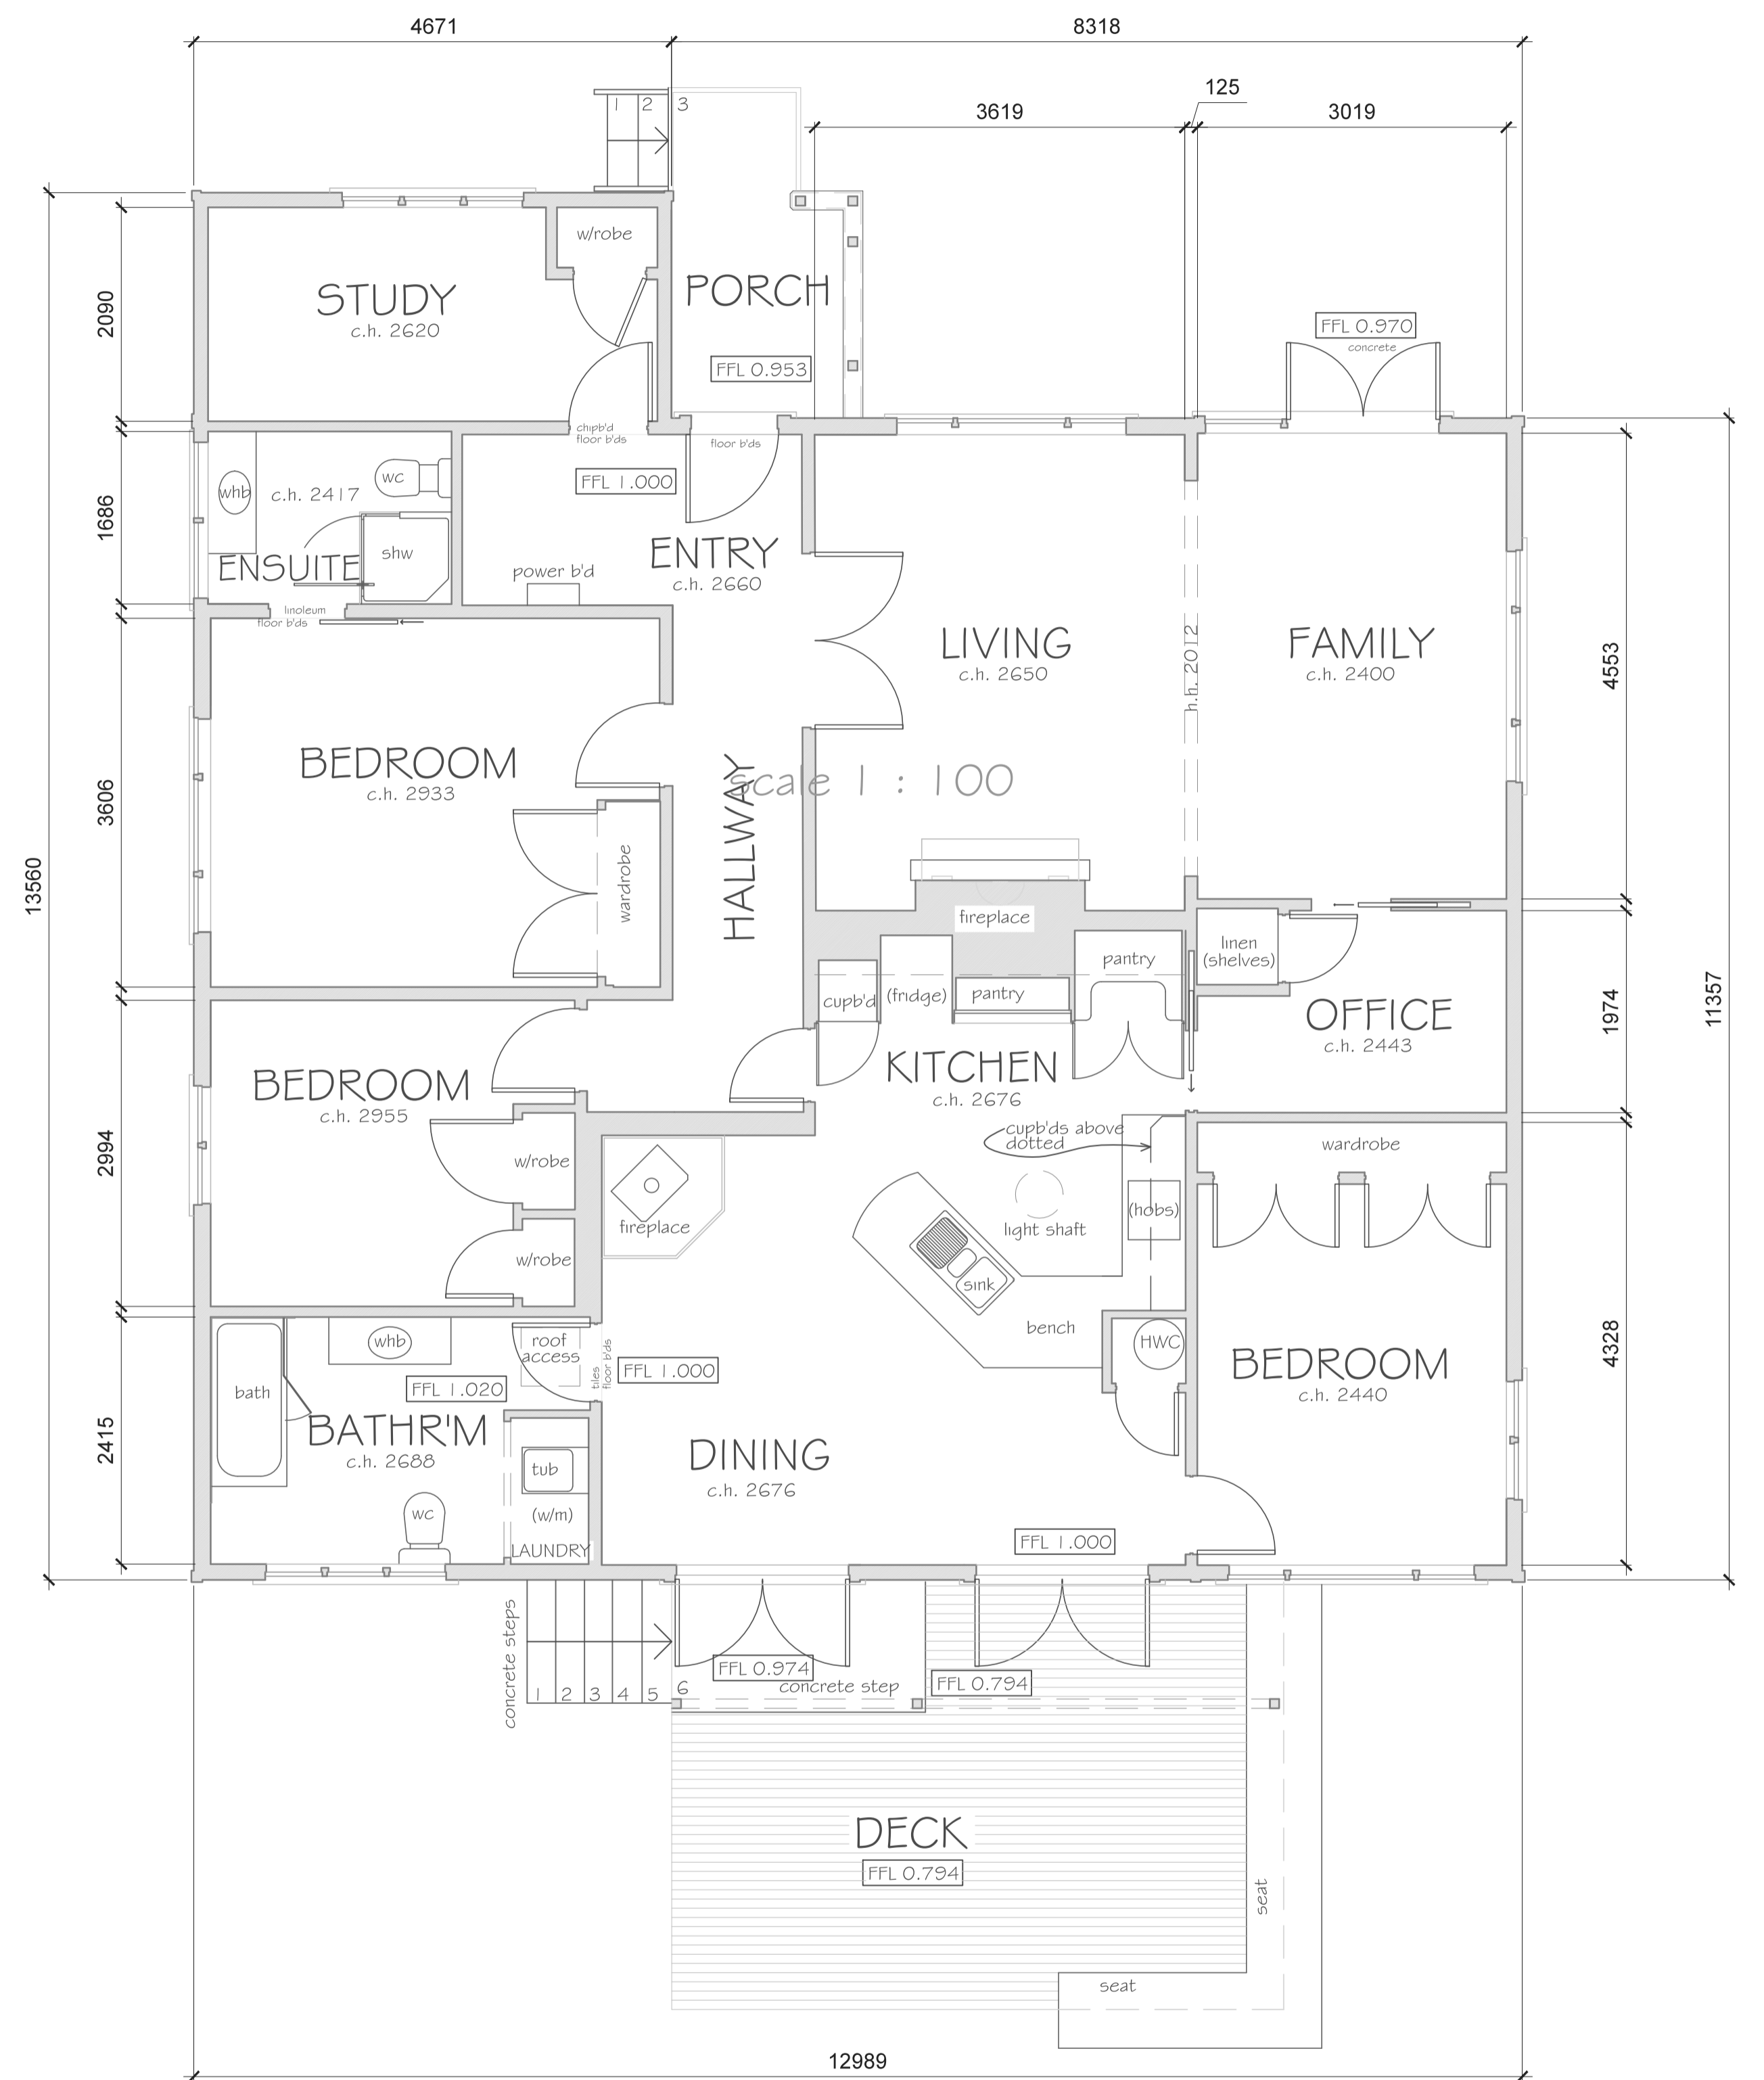 4671
8318
125
3619
3019
1
2
3
w/robe
STUDY
c.h. 2620
PORCH
FFL 0.953
FFL 0.970
concrete
2090
chipb'd
floor b'ds
floor b'ds
FFL 1.000
whb
c.h. 2417
wc
shw
ENSUITE
1686
linoleum
floor b'ds
power b'd
ENTRY
c.h. 2660
LIVING
c.h. 2650
h.h. 2012
FAMILY
c.h. 2400
4553
BEDROOM
c.h. 2933
3606
wardrobe
HALLWAY
scale 1 : 100
13560
fireplace
cupb'd
(fridge)
pantry
pantry
linen
(shelves)
OFFICE
c.h. 2443
1974
11357
KITCHEN
c.h. 2676
BEDROOM
c.h. 2955
2994
w/robe
w/robe
fireplace
cupb'ds above
dotted
light shaft
(hobs)
sink
bench
HWC
wardrobe
BEDROOM
c.h. 2440
4328
whb
roof
access
tiles
floor b'ds
FFL 1.000
FFL 1.020
bath
BATHR'M
c.h. 2688
2415
tub
(w/m)
LAUNDRY
wc
DINING
c.h. 2676
FFL 1.000
concrete steps
1
2
3
4
5
6
FFL 0.974
concrete step
FFL 0.794
DECK
FFL 0.794
seat
seat
12989